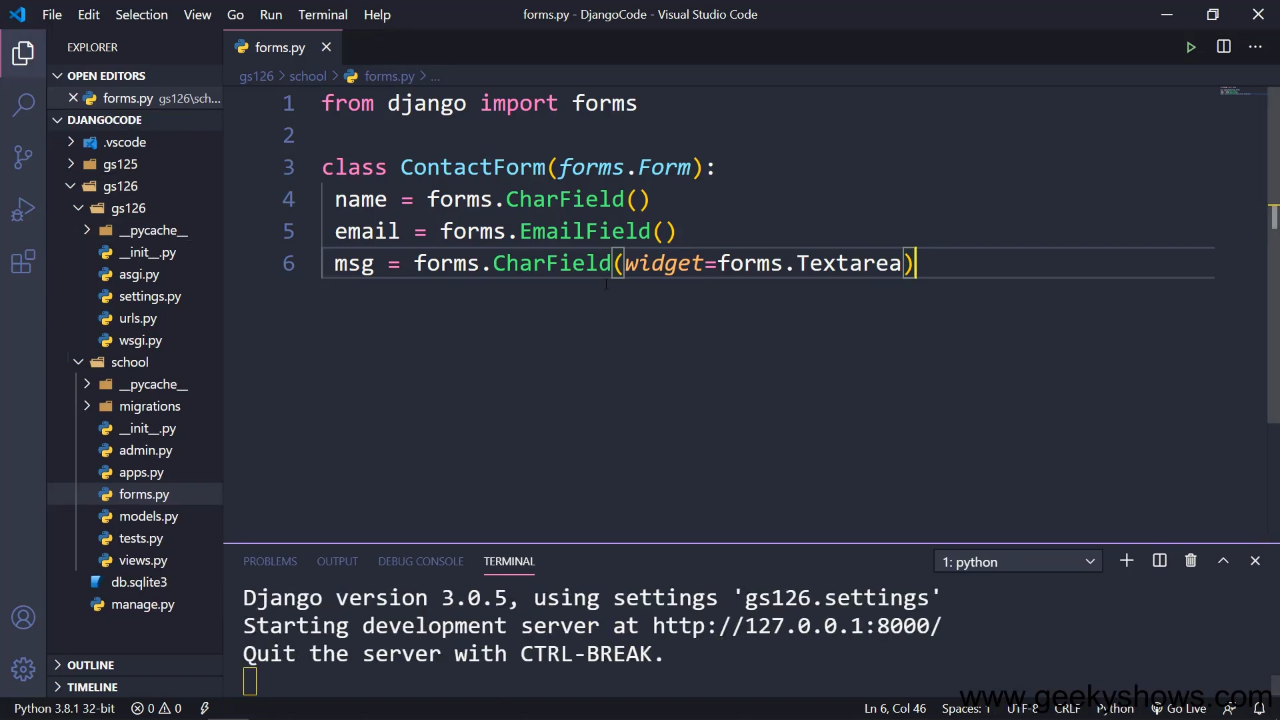 File Edit Selection View Go Run Terminal Help forms.py - DjangoCode - Visual Studio Code
EXPLORER
OPEN EDITORS
forms.py gs126\sch...
DJANGOCODE
.vscode
gs125
gs126
gs126
__pycache__
__init__.py
asgi.py
settings.py
urls.py
wsgi.py
school
__pycache__
migrations
__init__.py
admin.py
apps.py
forms.py
models.py
tests.py
views.py
db.sqlite3
manage.py
OUTLINE
TIMELINE
forms.py
gs126 > school > forms.py > ...
1 from django import forms
2
3 class ContactForm(forms.Form):
4 name = forms.CharField()
5 email = forms.EmailField()
6 msg = forms.CharField(widget=forms.Textarea)
PROBLEMS OUTPUT DEBUG CONSOLE TERMINAL 1: python
Django version 3.0.5, using settings 'gs126.settings'
Starting development server at http://127.0.0.1:8000/
Quit the server with CTRL-BREAK.
www.geekyshows.com
Python 3.8.1 32-bit 0 0 Ln 6, Col 46 Spaces: 1 UTF-8 CRLF Python Go Live